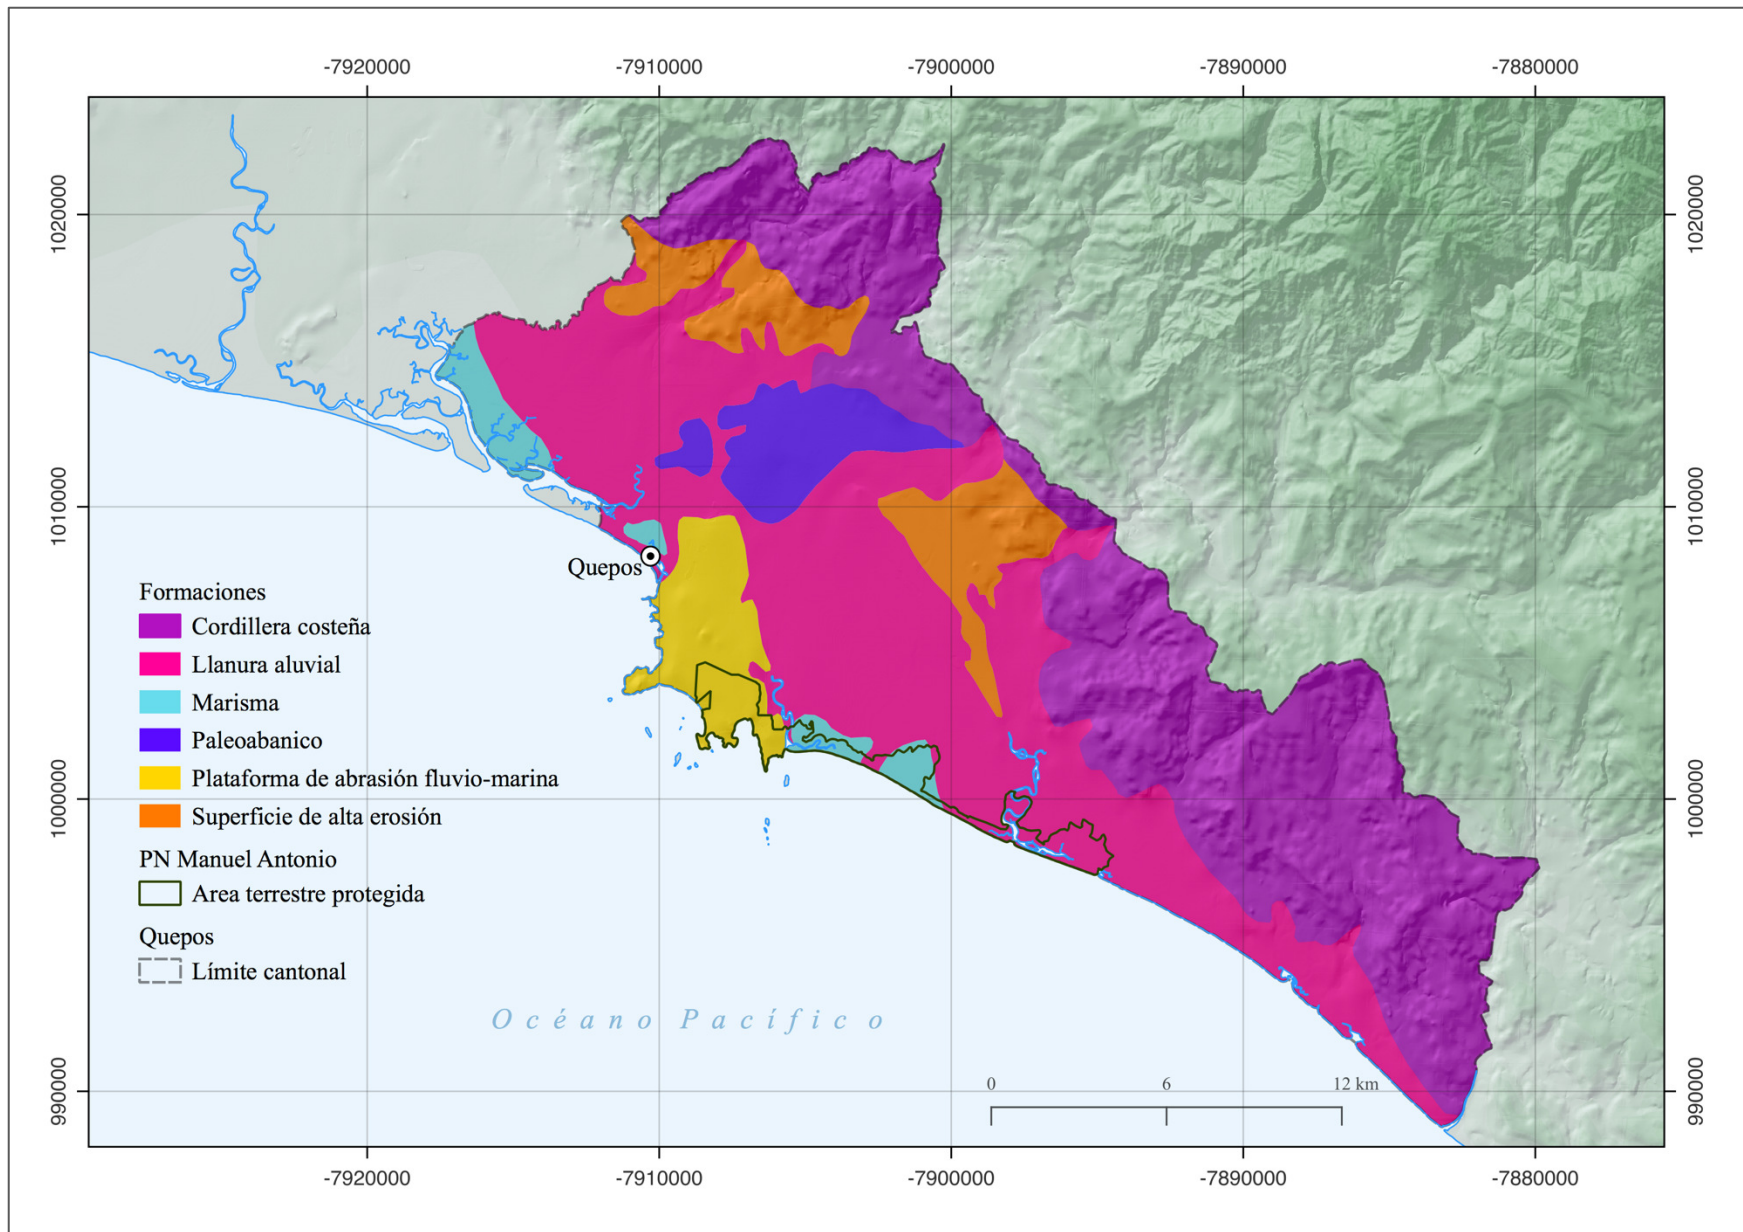 -7920000 -7910000 -7900000 -7890000 -7880000
1020000 1020000
1010000 1010000
Quepos
Formaciones
Cordillera costeña
Llanura aluvial
Marisma
Paleoabanico
Plataforma de abrasión fluvio-marina
Superficie de alta erosión
PN Manuel Antonio
Area terrestre protegida
Quepos
Límite cantonal
1000000 1000000
Océano Pacífico
0 6 12 km
990000 990000
-7920000 -7910000 -7900000 -7890000 -7880000